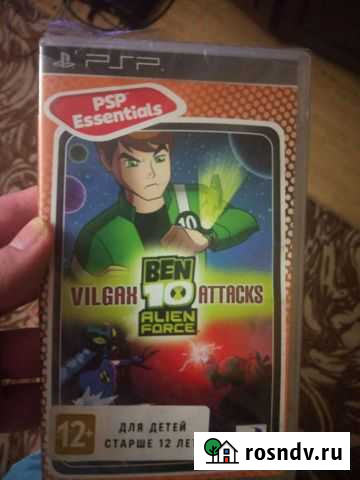 PSP
PSP Essentials
BEN
VILGAX 10 ATTACKS
ALIEN
FORCE
12+
ДЛЯ ДЕТЕЙ
СТАРШЕ 12 ЛЕТ
rosndv.ru